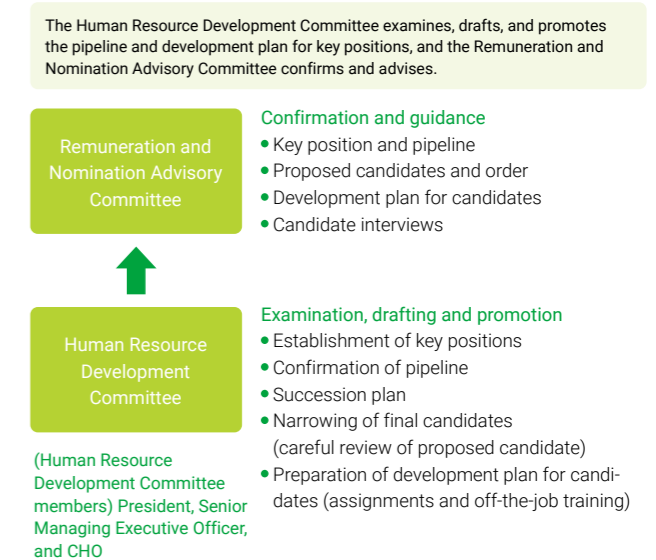 The Human Resource Development Committee examines, drafts, and promotes
the pipeline and development plan for key positions, and the Remuneration and
Nomination Advisory Committee confirms and advises.
Remuneration and
Nomination Advisory
Committee
Confirmation and guidance
• Key position and pipeline
• Proposed candidates and order
• Development plan for candidates
• Candidate interviews
Human Resource
Development
Committee
(Human Resource
Development Committee
members) President, Senior
Managing Executive Officer,
and CHO
Examination, drafting and promotion
• Establishment of key positions
• Confirmation of pipeline
• Succession plan
• Narrowing of final candidates
(careful review of proposed candidate)
• Preparation of development plan for candi-
dates (assignments and off-the-job training)